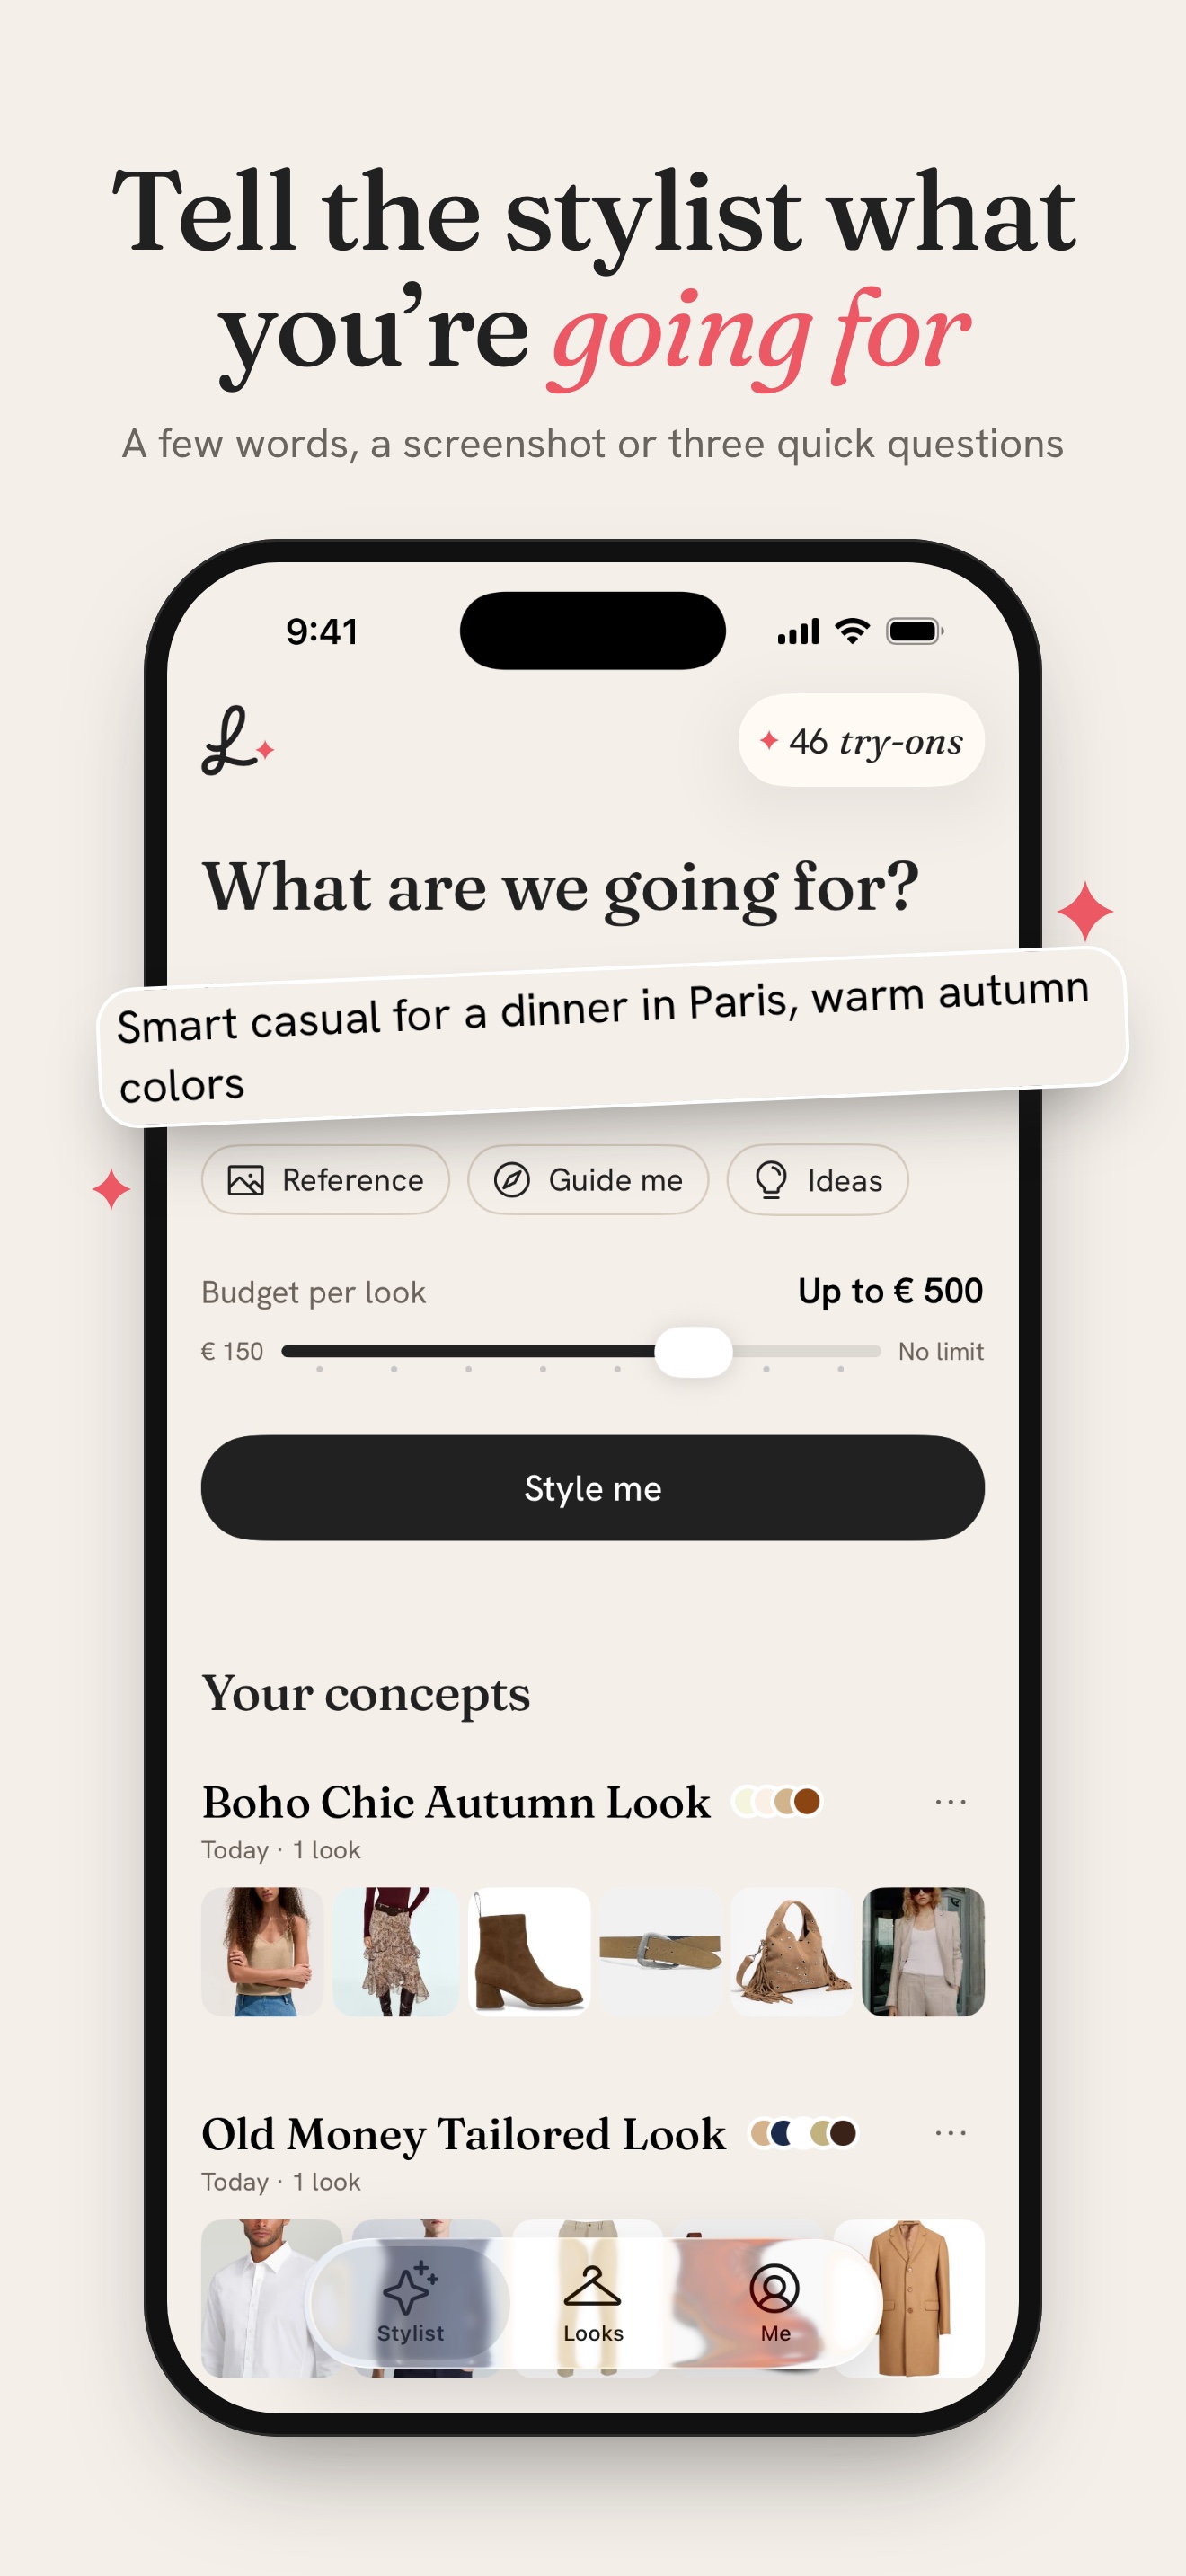 Tell the stylist what
you’re going for
A few words, a screenshot or three quick questions
9:41
L
46 try-ons
What are we going for?
Smart casual for a dinner in Paris, warm autumn
colors
Reference
Guide me
Ideas
Budget per look
Up to € 500
€ 150
No limit
Style me
Your concepts
Boho Chic Autumn Look
Today · 1 look
Old Money Tailored Look
Today · 1 look
Stylist
Looks
Me